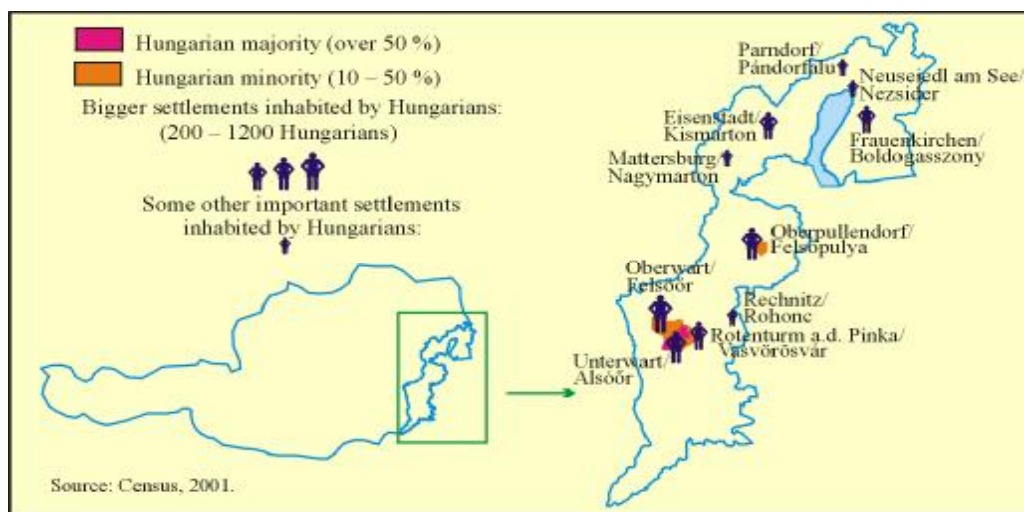 Hungarian majority (over 50 %)
Hungarian minority (10 – 50 %)
Bigger settlements inhabited by Hungarians:
(200 – 1200 Hungarians)
Some other important settlements
inhabited by Hungarians:
Source: Census, 2001.
Parndorf/
Pándorfalu
Neuseiedl am See/
Nezsider
Eisenstadt/
Kismarton
Frauenkirchen/
Boldogasszony
Mattersburg/
Nagymarton
Oberpullendorf/
Felsőpulya
Oberwart/
Felsőőr
Rechnitz/
Rohonc
Rotenturm a.d. Pinka/
Vasvörösvár
Unterwart/
Alsóőr